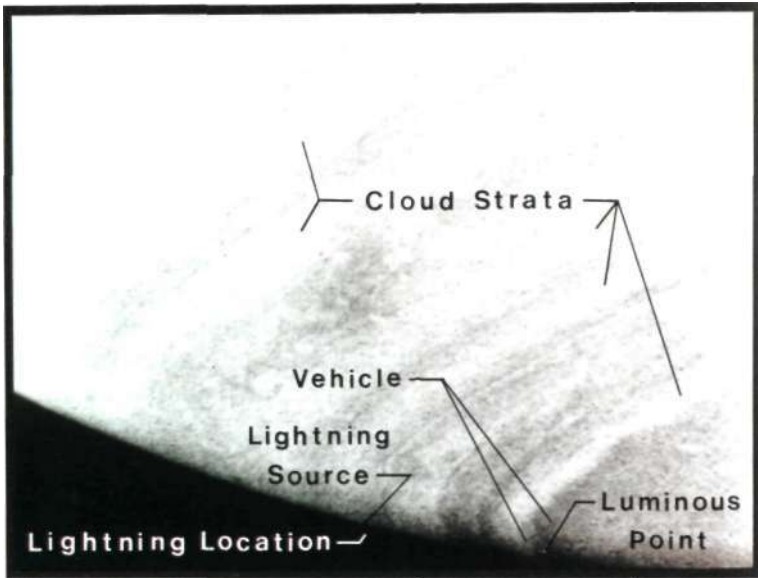 Cloud Strata
Vehicle
Lightning
Source
Luminous
Point
Lightning Location